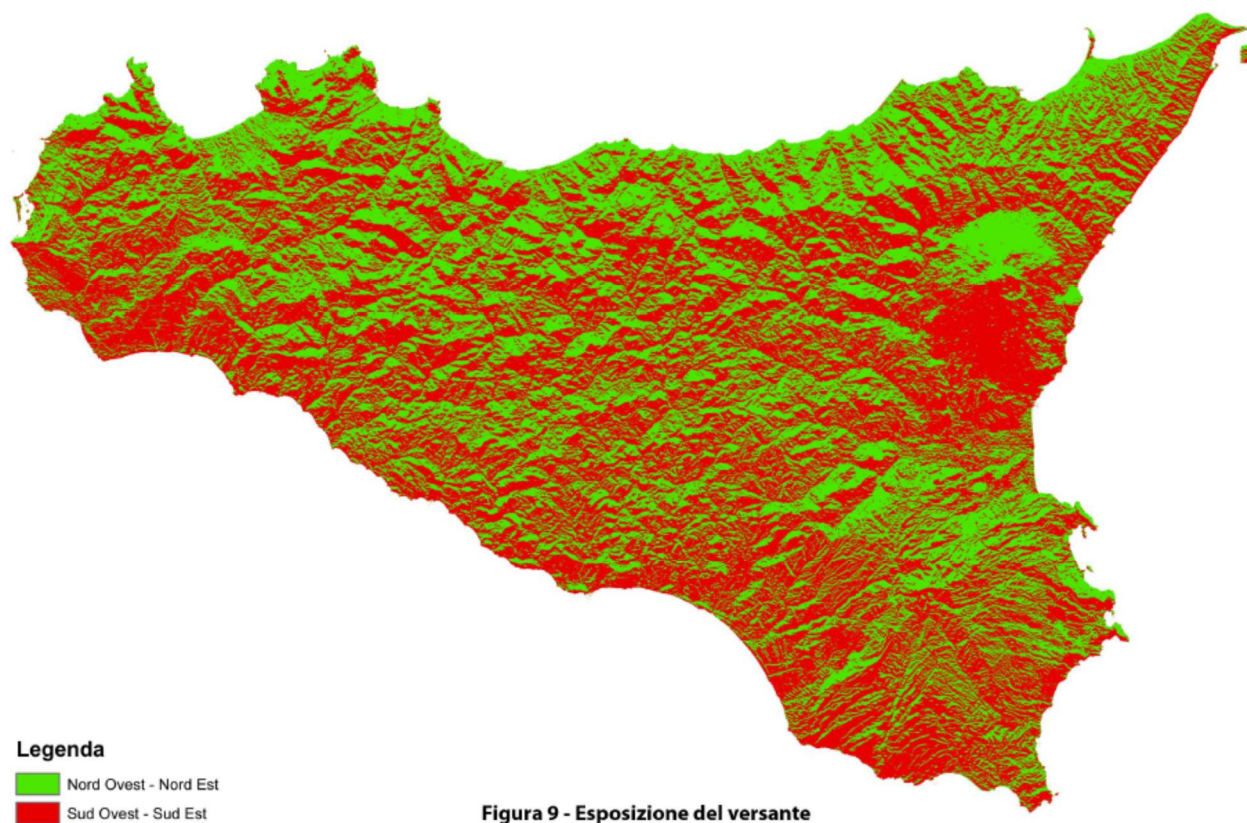 Legenda
Nord Ovest - Nord Est
Sud Ovest - Sud Est
Figura 9 - Esposizione del versante